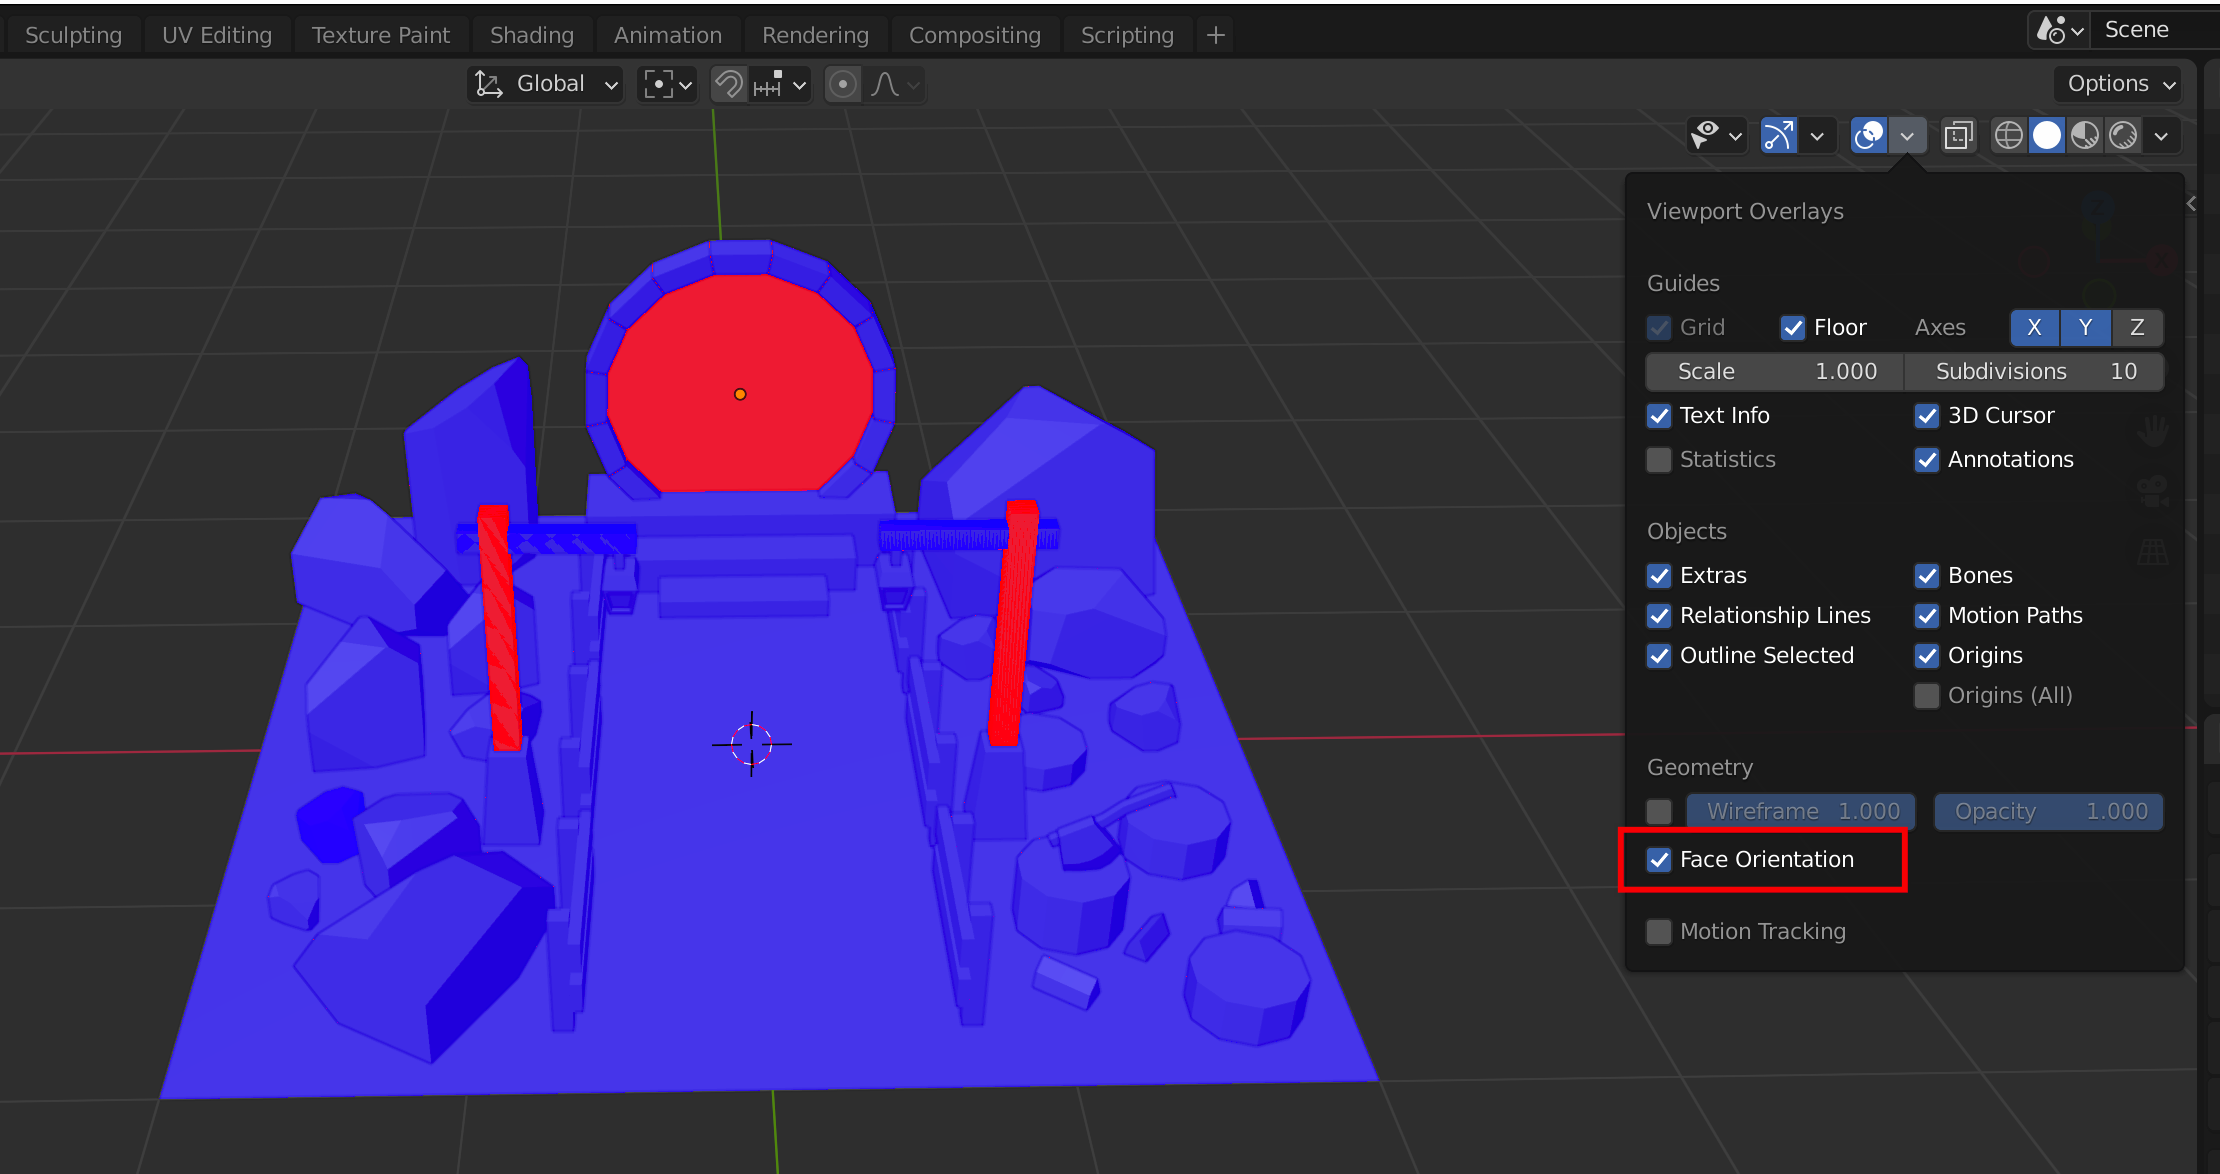 Sculpting UV Editing Texture Paint Shading Animation Rendering Compositing Scripting + Scene
Global Options
Viewport Overlays
Guides
Grid Floor Axes X Y Z
Scale 1.000 Subdivisions 10
Text Info 3D Cursor
Statistics Annotations
Objects
Extras Bones
Relationship Lines Motion Paths
Outline Selected Origins
Origins (All)
Geometry
Wireframe 1.000 Opacity 1.000
Face Orientation
Motion Tracking